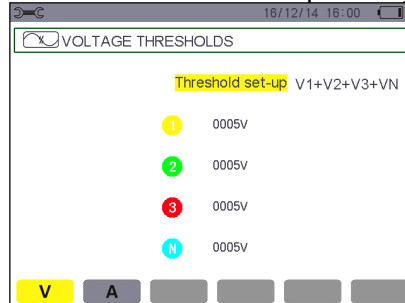 16/12/14 16:00
VOLTAGE THRESHOLDS
Threshold set-up V1+V2+V3+VN
1 0005V
2 0005V
3 0005V
N 0005V
V A